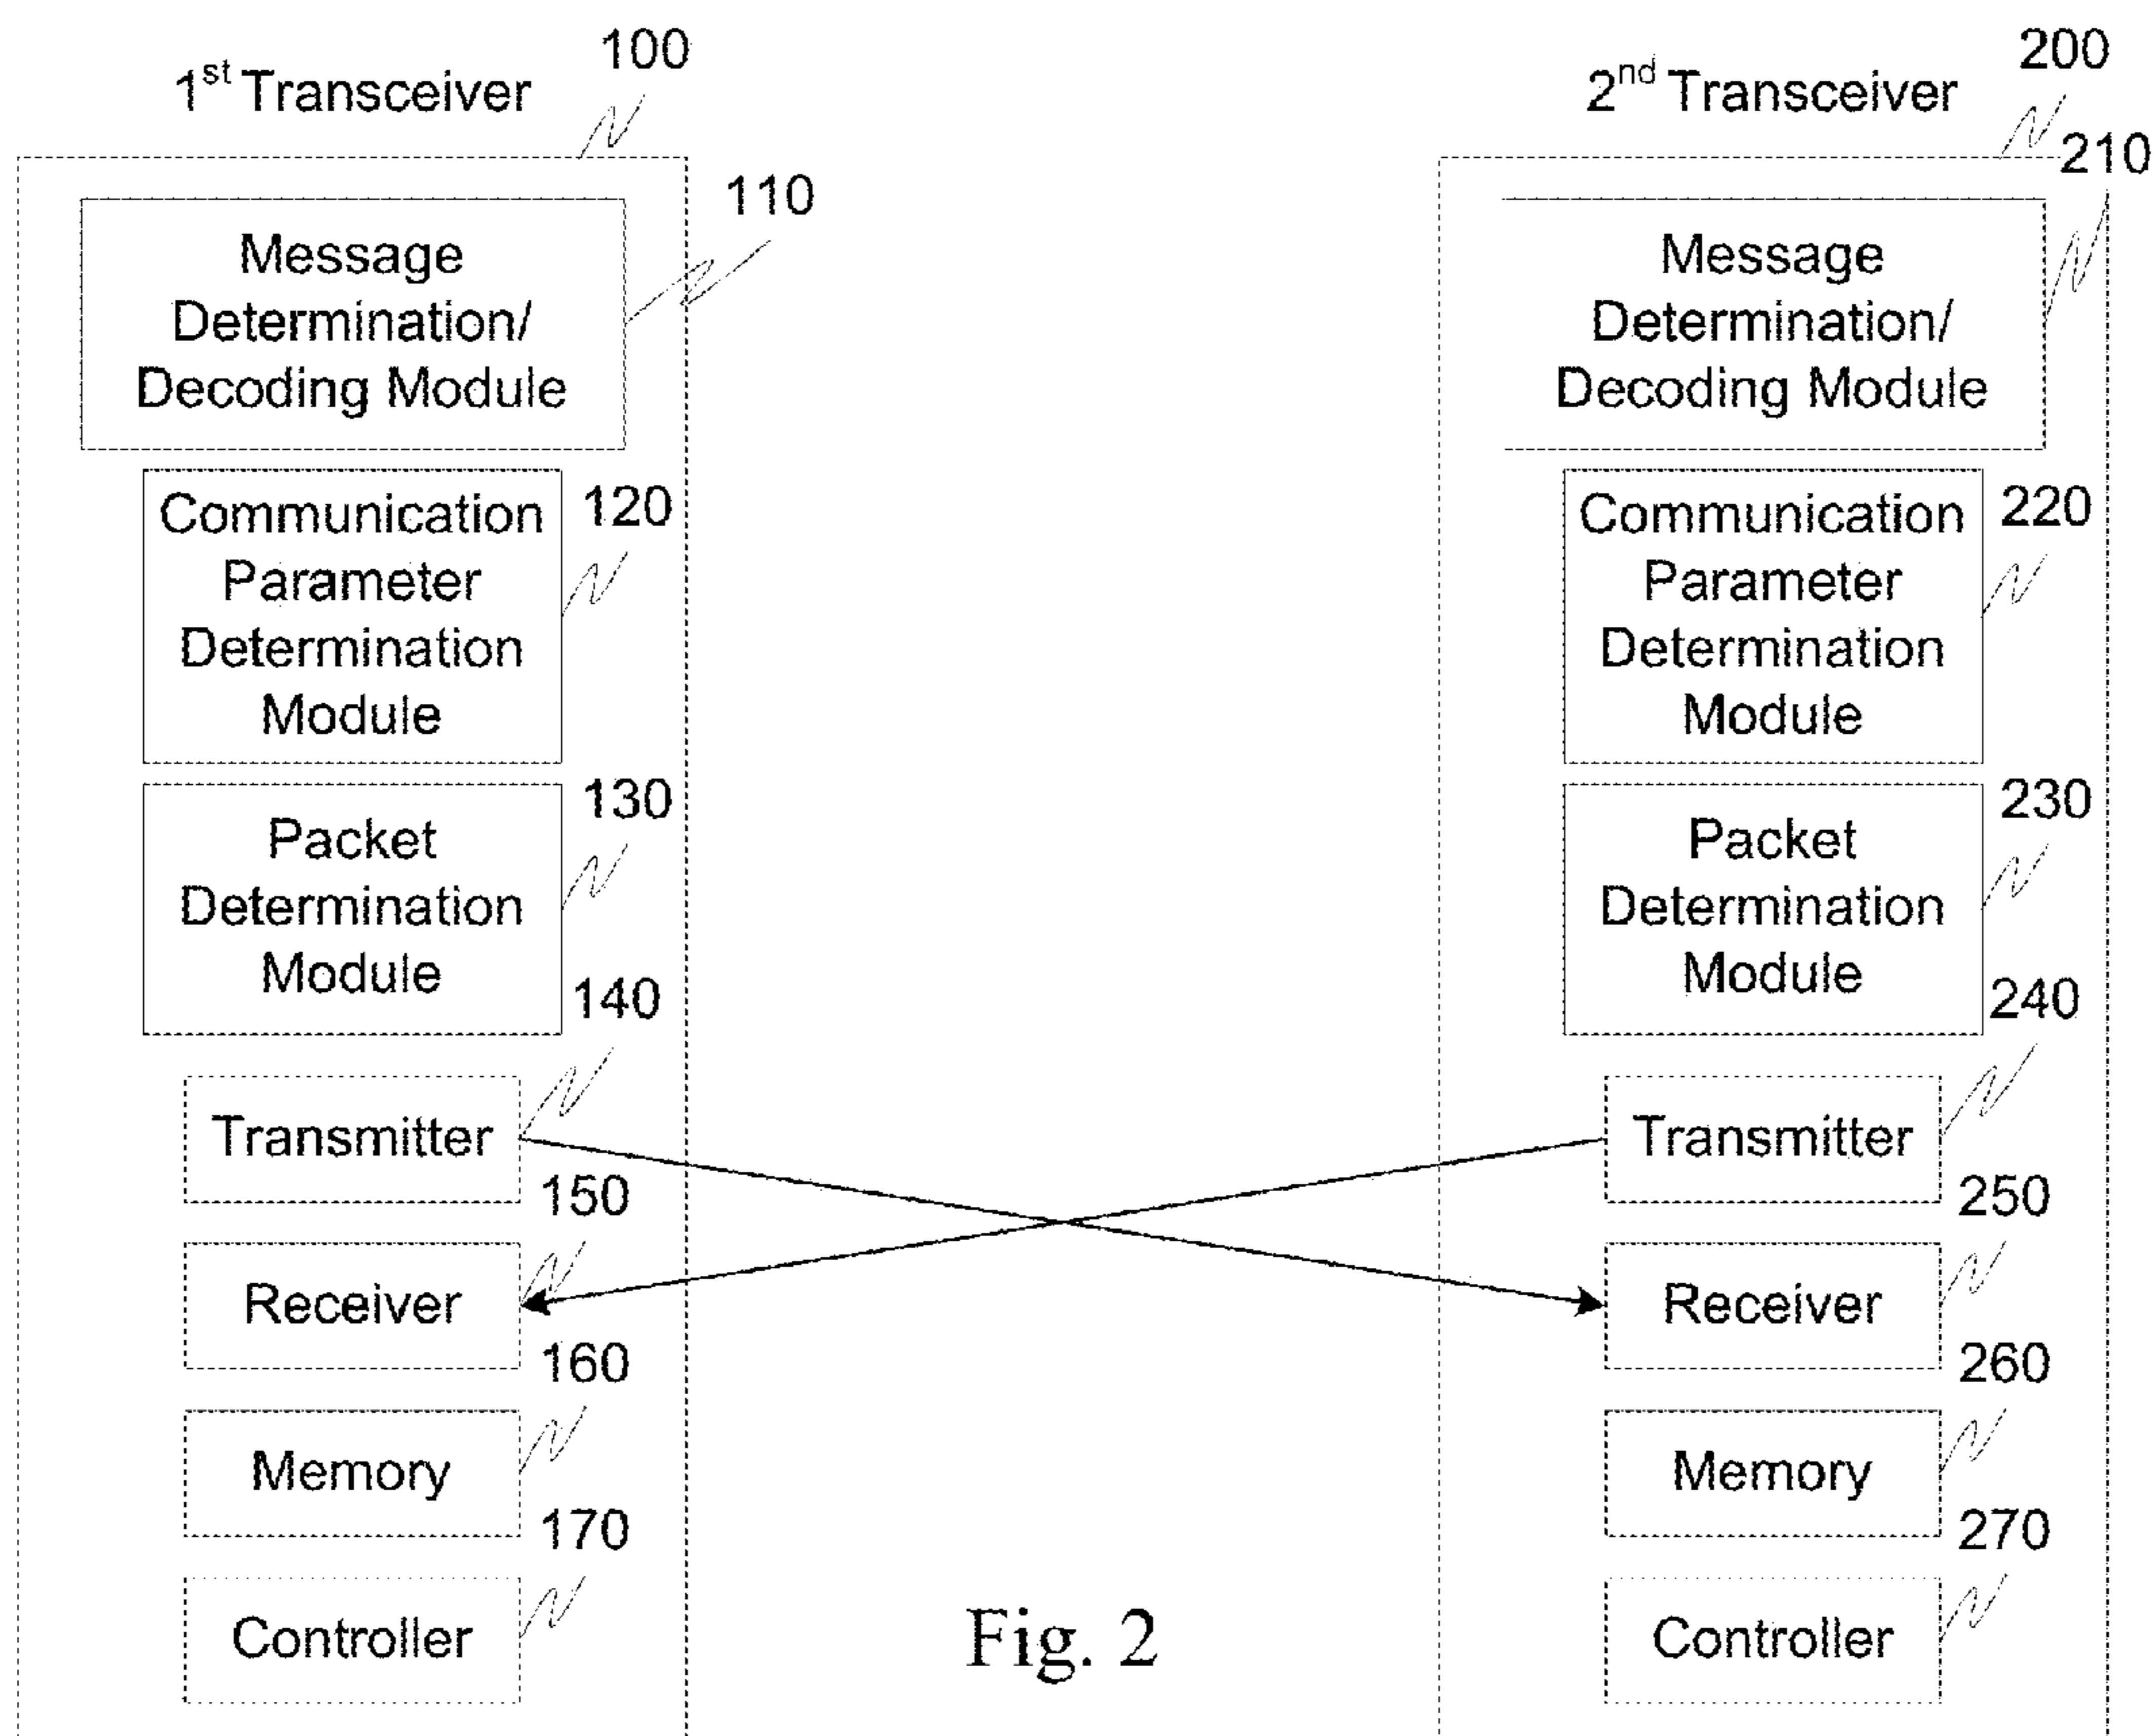 100
1st Transceiver
110
Message
Determination/
Decoding Module
120
Communication
Parameter
Determination
Module
130
Packet
Determination
Module
140
Transmitter
150
Receiver
160
Memory
170
Controller
200
2nd Transceiver
210
Message
Determination/
Decoding Module
220
Communication
Parameter
Determination
Module
230
Packet
Determination
Module
240
Transmitter
250
Receiver
260
Memory
270
Controller
Fig. 2